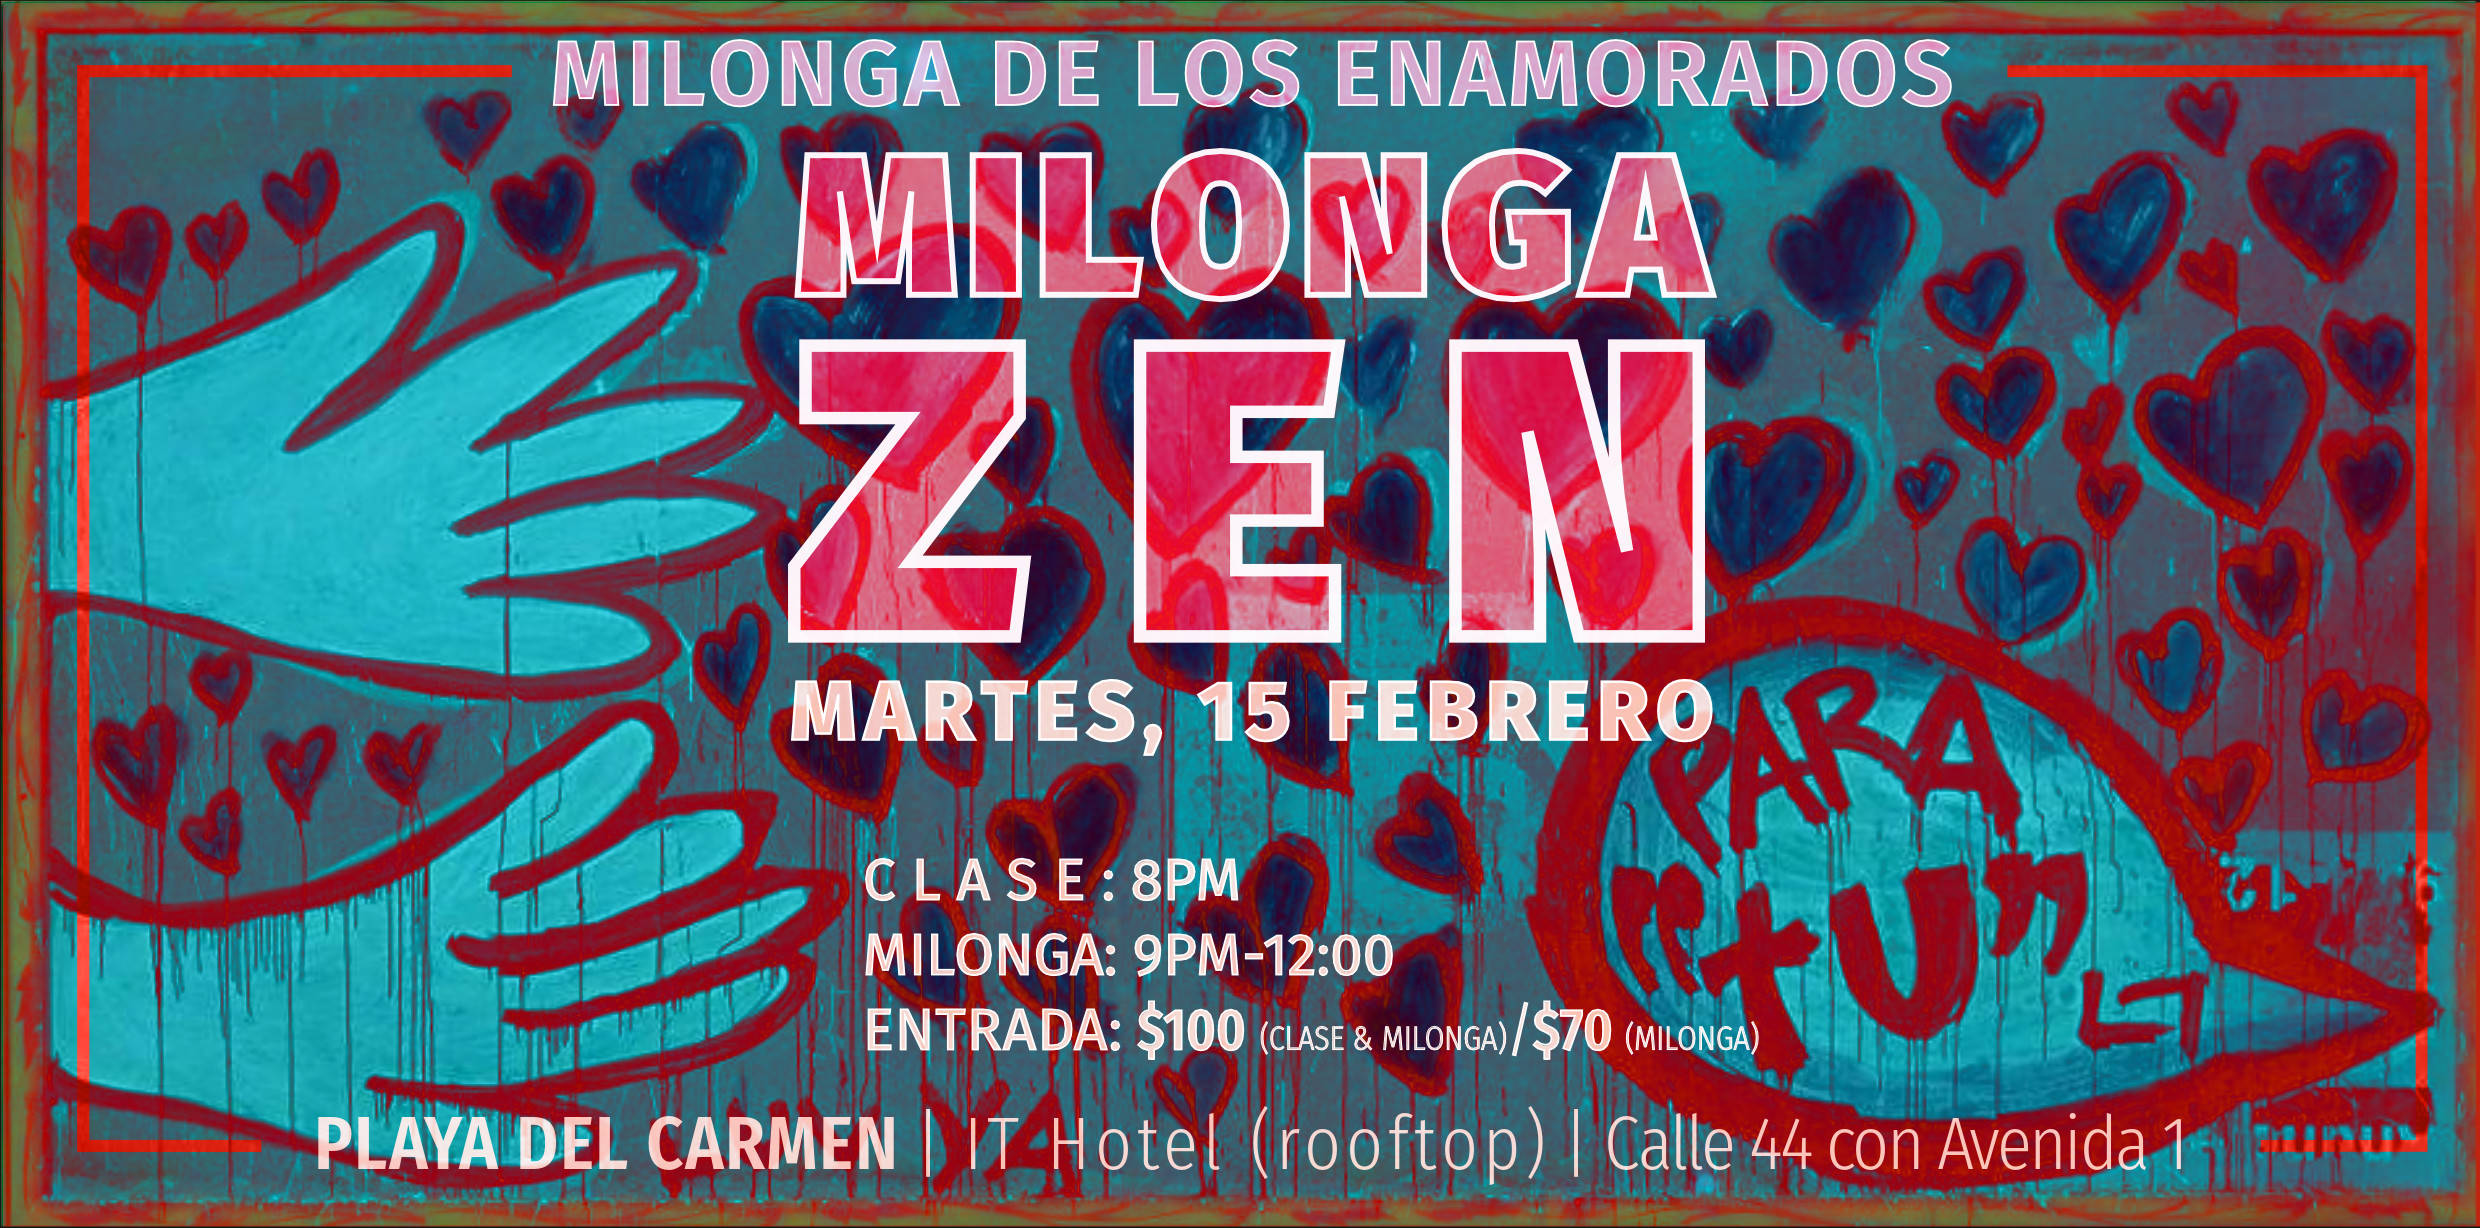 MILONGA DE LOS ENAMORADOS
MILONGA
ZEN
MARTES, 15 FEBRERO
PARA
"tU"
CLASE: 8PM
MILONGA: 9PM-12:00
ENTRADA: $100 (CLASE & MILONGA)/$70 (MILONGA)
PLAYA DEL CARMEN | IT Hotel (rooftop) | Calle 44 con Avenida 1